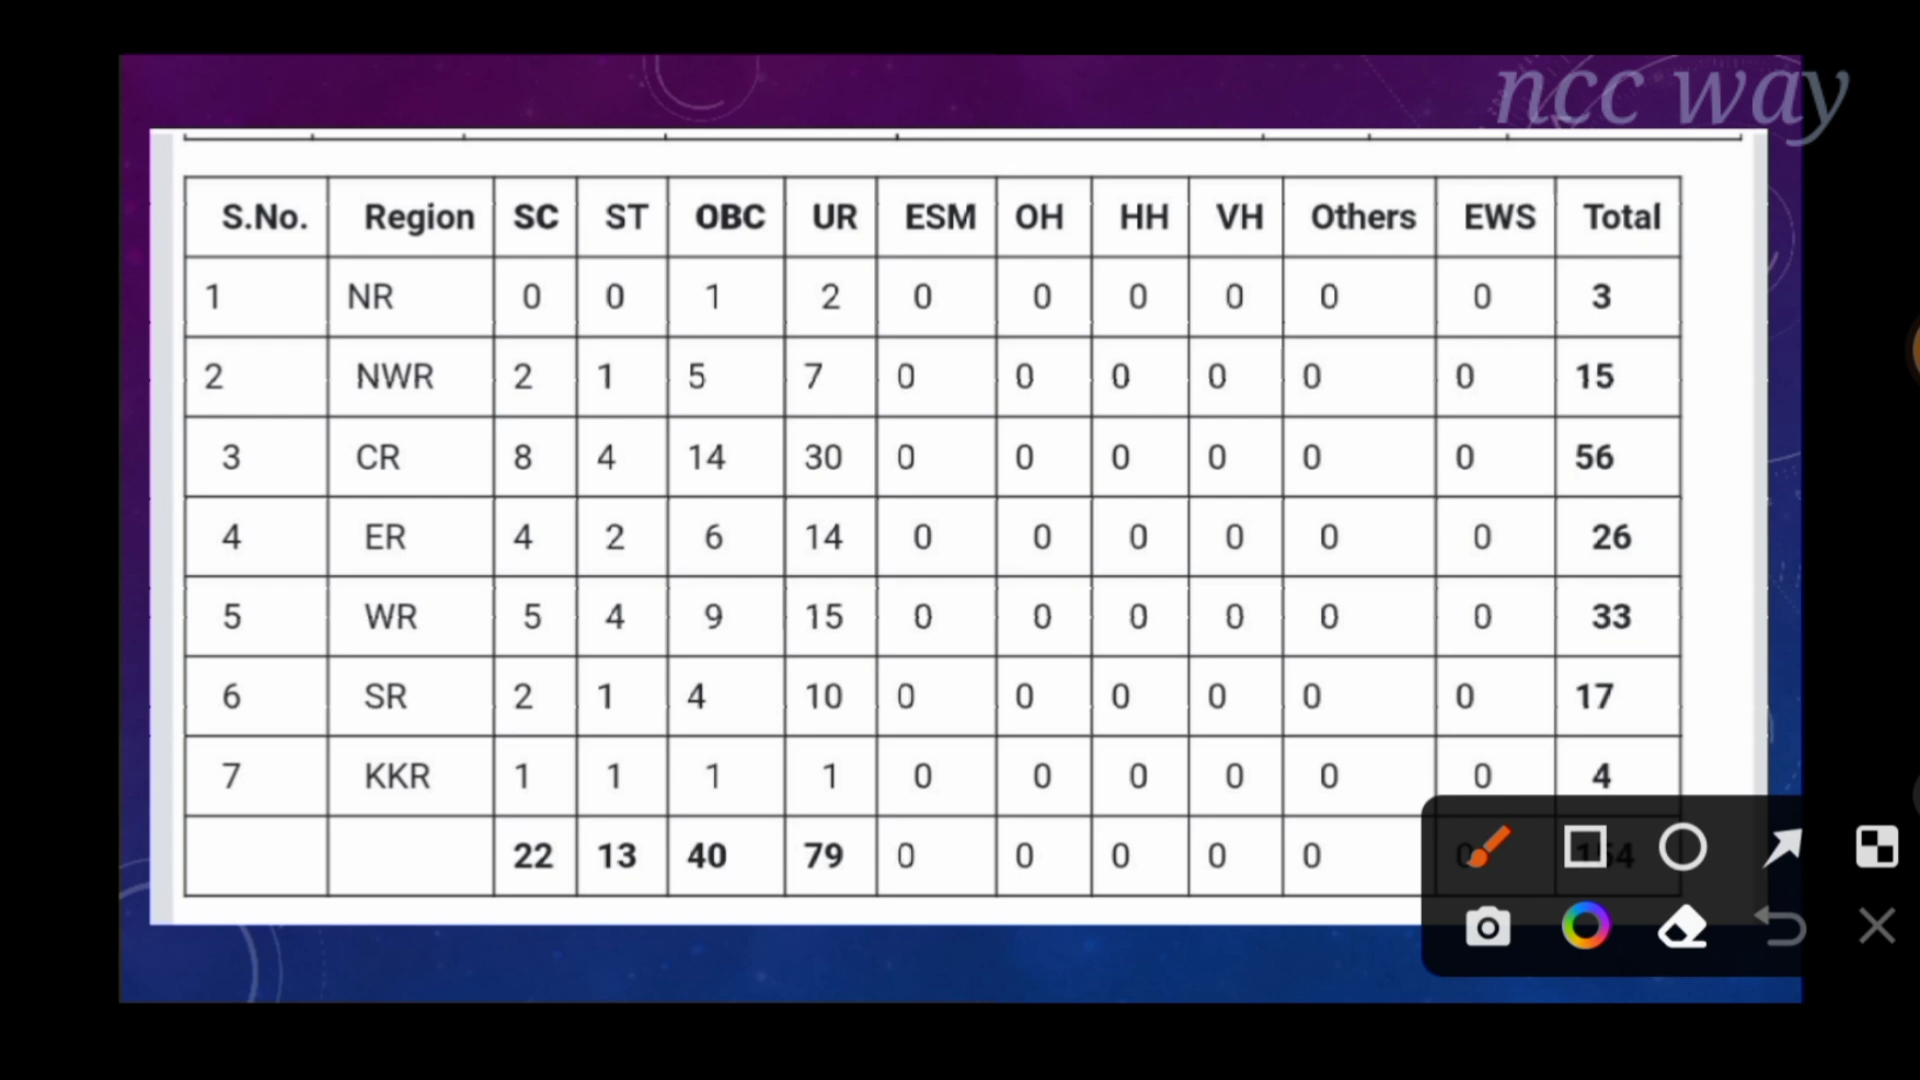 ncc way
S.No. Region SC ST OBC UR ESM OH HH VH Others EWS Total
1 NR 0 0 1 2 0 0 0 0 0 0 3
2 NWR 2 1 5 7 0 0 0 0 0 0 15
3 CR 8 4 14 30 0 0 0 0 0 0 56
4 ER 4 2 6 14 0 0 0 0 0 0 26
5 WR 5 4 9 15 0 0 0 0 0 0 33
6 SR 2 1 4 10 0 0 0 0 0 0 17
7 KKR 1 1 1 1 0 0 0 0 0 0 4
22 13 40 79 0 0 0 0 0 0 154